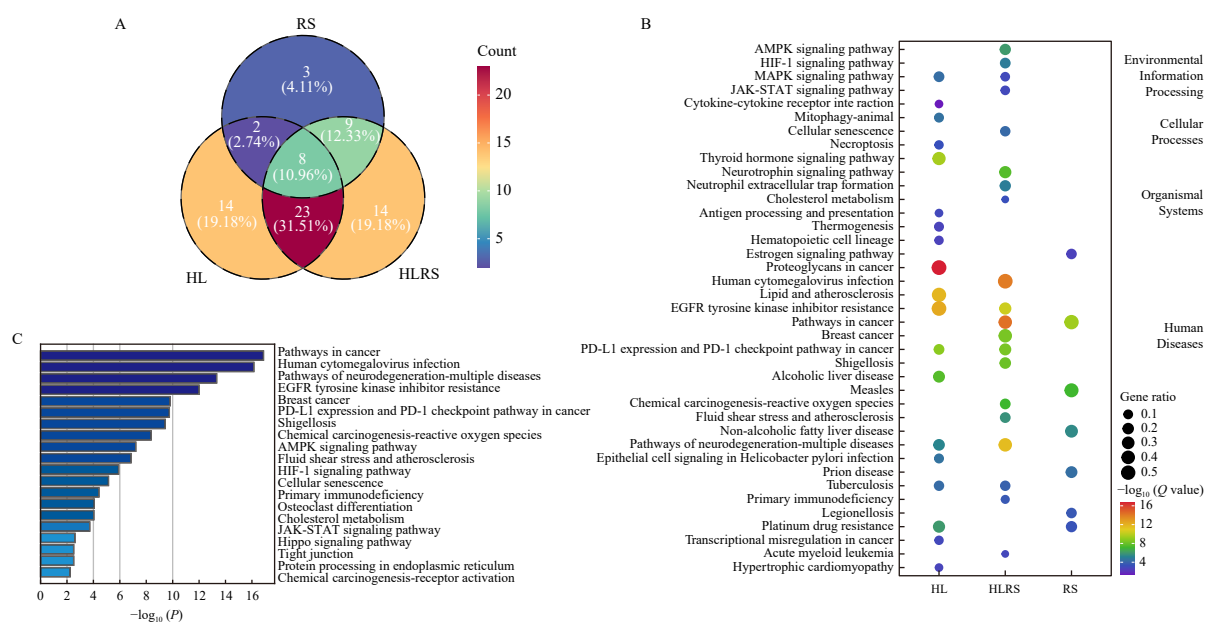 A
RS
3
(4.11%)
2
(2.74%)
9
(12.33%)
8
(10.96%)
14
(19.18%)
23
(31.51%)
14
(19.18%)
HL
HLRS
Count
20
15
10
5
B
AMPK signaling pathway
HIF-1 signaling pathway
MAPK signaling pathway
JAK-STAT signaling pathway
Cytokine-cytokine receptor inte raction
Mitophagy-animal
Cellular senescence
Necroptosis
Thyroid hormone signaling pathway
Neurotrophin signaling pathway
Neutrophil extracellular trap formation
Cholesterol metabolism
Antigen processing and presentation
Thermogenesis
Hematopoietic cell lineage
Estrogen signaling pathway
Proteoglycans in cancer
Human cytomegalovirus infection
Lipid and atherosclerosis
EGFR tyrosine kinase inhibitor resistance
Pathways in cancer
Breast cancer
PD-L1 expression and PD-1 checkpoint pathway in cancer
Shigellosis
Alcoholic liver disease
Measles
Chemical carcinogenesis-reactive oxygen species
Fluid shear stress and atherosclerosis
Non-alcoholic fatty liver disease
Pathways of neurodegeneration-multiple diseases
Epithelial cell signaling in Helicobacter pylori infection
Prion disease
Tuberculosis
Primary immunodeficiency
Legionellosis
Platinum drug resistance
Transcriptional misregulation in cancer
Acute myeloid leukemia
Hypertrophic cardiomyopathy
HL
HLRS
RS
Environmental
Information
Processing
Cellular
Processes
Organismal
Systems
Human
Diseases
Gene ratio
0.1
0.2
0.3
0.4
0.5
−log₁₀ (Q value)
16
12
8
4
C
Pathways in cancer
Human cytomegalovirus infection
Pathways of neurodegeneration-multiple diseases
EGFR tyrosine kinase inhibitor resistance
Breast cancer
PD-L1 expression and PD-1 checkpoint pathway in cancer
Shigellosis
Chemical carcinogenesis-reactive oxygen species
AMPK signaling pathway
Fluid shear stress and atherosclerosis
HIF-1 signaling pathway
Cellular senescence
Primary immunodeficiency
Osteoclast differentiation
Cholesterol metabolism
JAK-STAT signaling pathway
Hippo signaling pathway
Tight junction
Protein processing in endoplasmic reticulum
Chemical carcinogenesis-receptor activation
0 2 4 6 8 10 12 14 16
−log₁₀ (P)